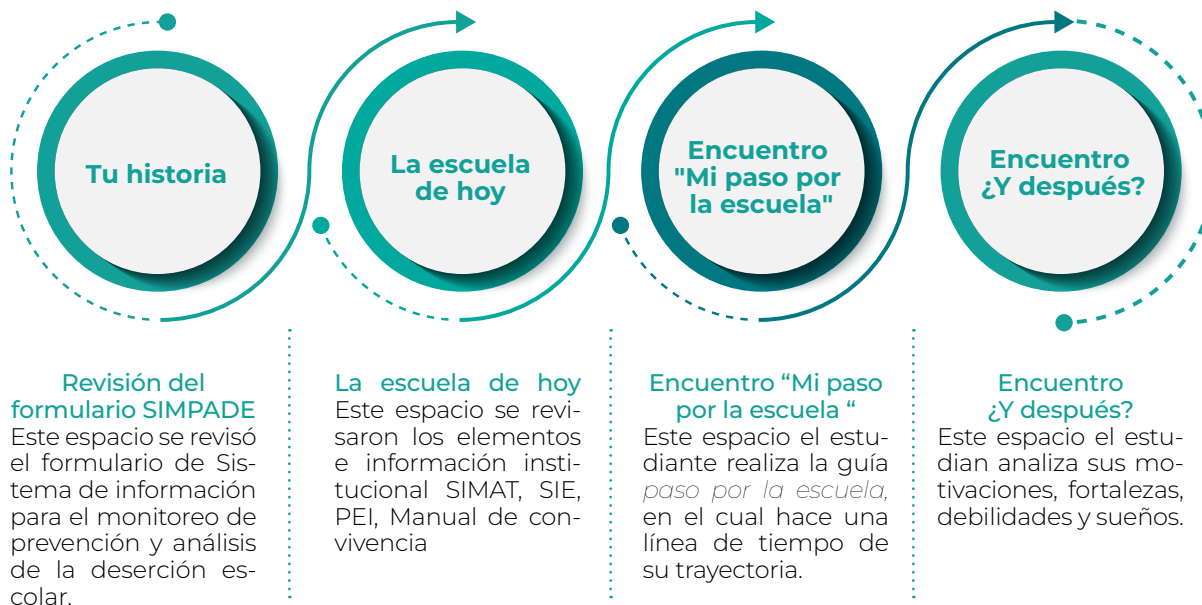 Tu historia
La escuela
de hoy
Encuentro
"Mi paso por
la escuela"
Encuentro
¿Y después?
Revisión del
formulario SIMPADE
Este espacio se revisó
el formulario de Sis-
tema de información
para el monitoreo de
prevención y análisis
de la deserción es-
colar.
La escuela de hoy
Este espacio se revi-
saron los elementos
e información insti-
tucional SIMAT, SIE,
PEI, Manual de con-
vivencia
Encuentro “Mi paso
por la escuela “
Este espacio el estu-
diante realiza la guía
paso por la escuela,
en el cual hace una
línea de tiempo de
su trayectoria.
Encuentro
¿Y después?
Este espacio el estu-
dian analiza sus mo-
tivaciones, fortalezas,
debilidades y sueños.